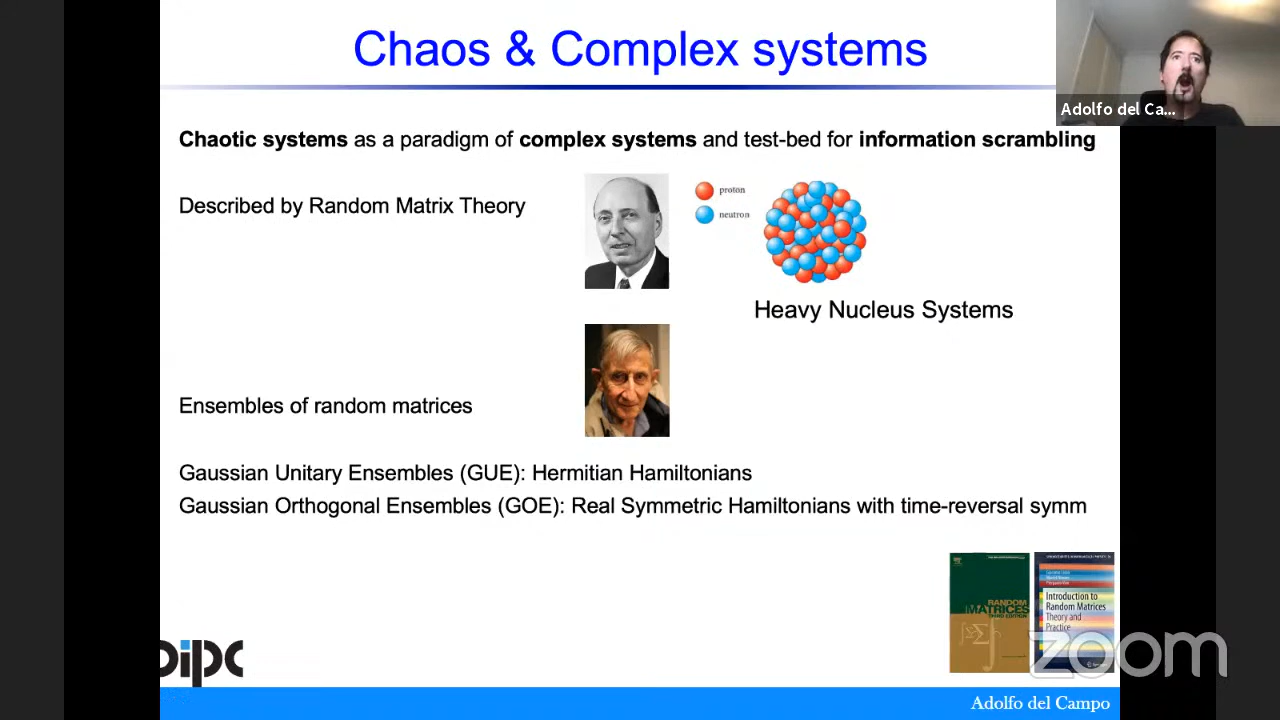 Chaos & Complex systems
Adolfo del Ca...
Chaotic systems as a paradigm of complex systems and test-bed for information scrambling
Described by Random Matrix Theory
proton
neutron
Heavy Nucleus Systems
Ensembles of random matrices
Gaussian Unitary Ensembles (GUE): Hermitian Hamiltonians
Gaussian Orthogonal Ensembles (GOE): Real Symmetric Hamiltonians with time-reversal symm
RANDOM
MATRICES
THIRD EDITION
Introduction to
Random Matrices
Theory and
Practice
Springer
zoom
dipc
Adolfo del Campo